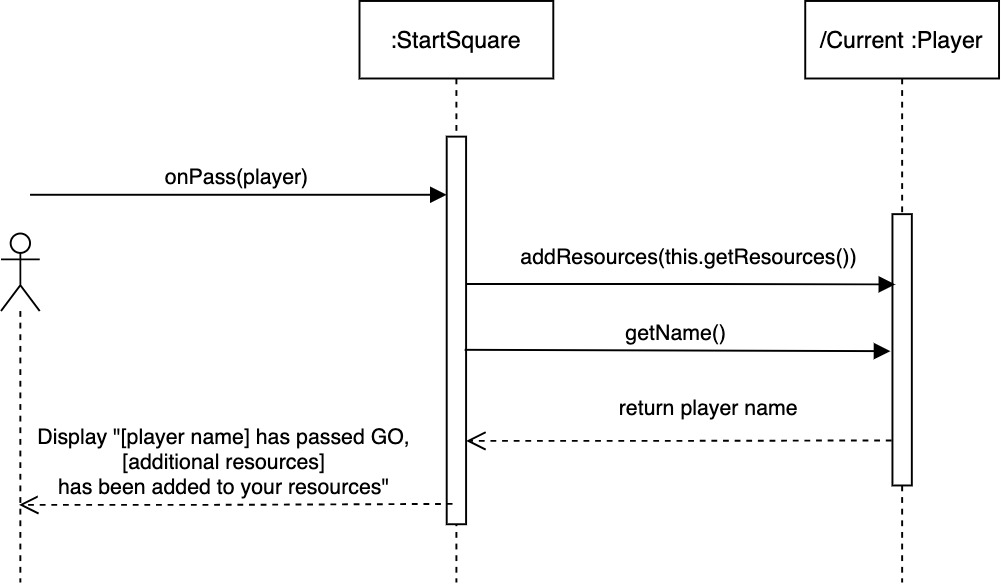 :StartSquare
/Current :Player
onPass(player)
addResources(this.getResources())
getName()
return player name
Display "[player name] has passed GO,
[additional resources]
has been added to your resources"